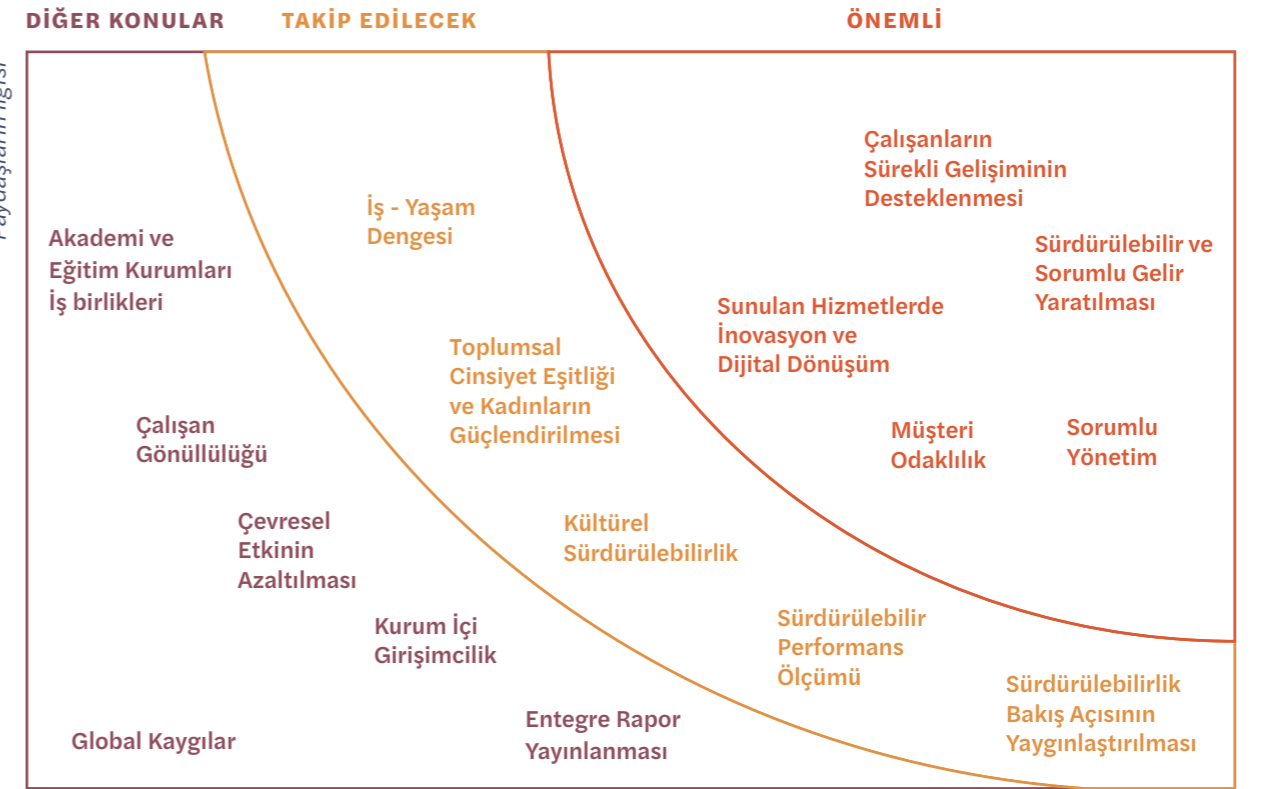 DİĞER KONULAR
TAKİP EDİLECEK
ÖNEMLİ
Akademi ve
Eğitim Kurumları
İş birlikleri
Çalışan
Gönüllülüğü
Çevresel
Etkinin
Azaltılması
Kurum İçi
Girişimcilik
Global Kaygılar
Entegre Rapor
Yayınlanması
İş - Yaşam
Dengesi
Toplumsal
Cinsiyet Eşitliği
ve Kadınların
Güçlendirilmesi
Kültürel
Sürdürülebilirlik
Sürdürülebilir
Performans
Ölçümü
Sürdürülebilirlik
Bakış Açısının
Yaygınlaştırılması
Çalışanların
Sürekli Gelişiminin
Desteklenmesi
Sürdürülebilir ve
Sorumlu Gelir
Yaratılması
Sunulan Hizmetlerde
İnovasyon ve
Dijital Dönüşüm
Müşteri
Odaklılık
Sorumlu
Yönetim